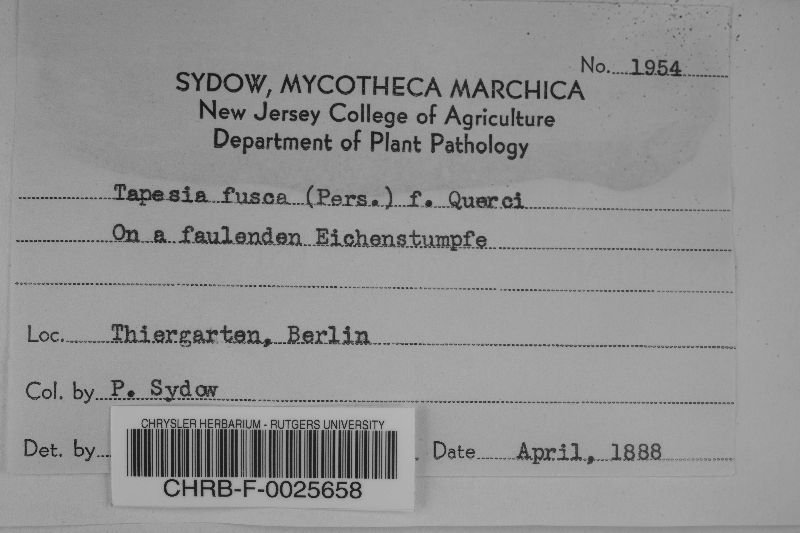 No. 1954
SYDOW, MYCOTHECA MARCHICA
New Jersey College of Agriculture
Department of Plant Pathology
Tapesia fusca (Pers.) f. Querci
On a faulenden Eichenstumpfe
Loc. Thiergarten, Berlin
Col. by P. Sydow
Det. by Date April, 1888
CHRYSLER HERBARIUM - RUTGERS UNIVERSITY
CHRB-F-0025658